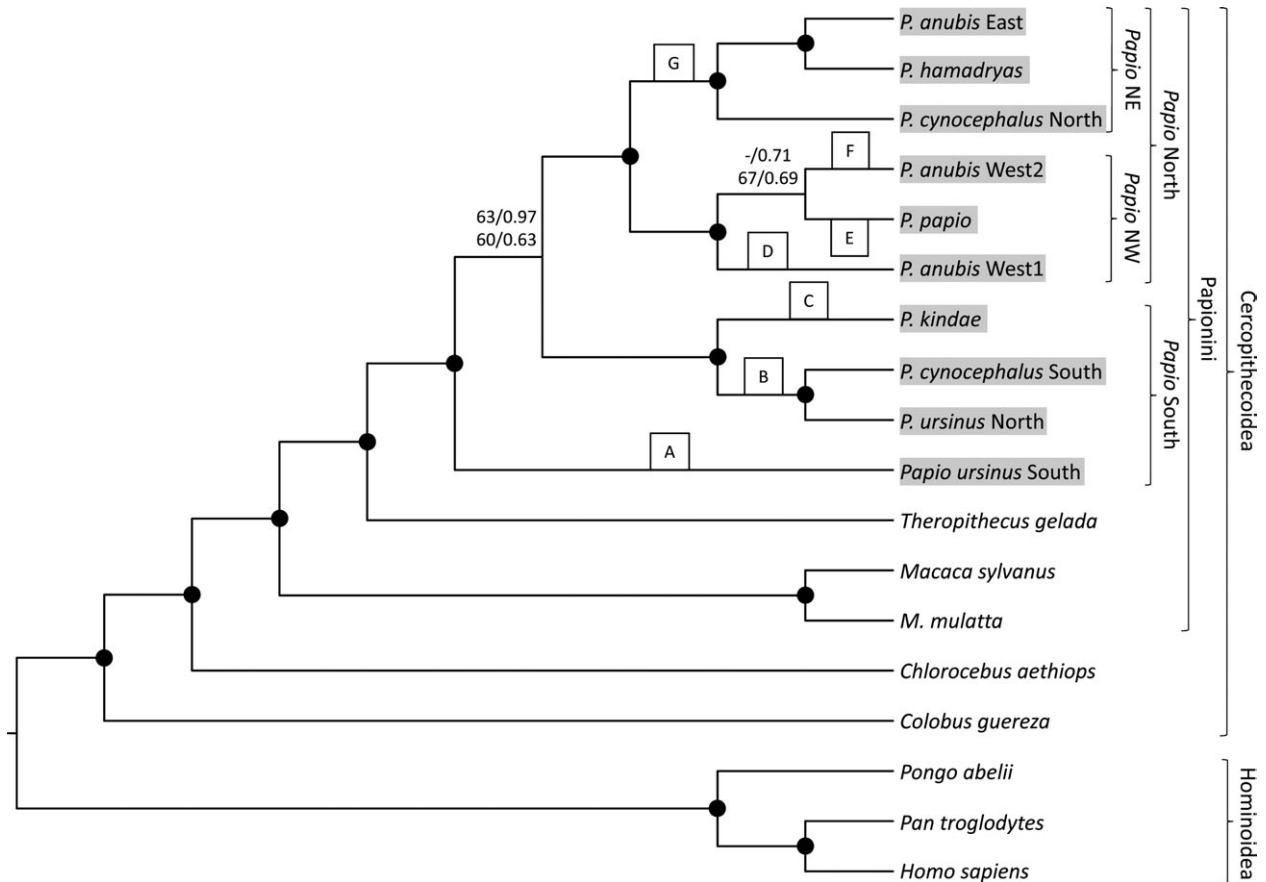 P. anubis East
G
P. hamadryas
Papio NE
P. cynocephalus North
Papio North
-/0.71
67/0.69
F
P. anubis West2
63/0.97
60/0.63
P. papio
E
Papio NW
D
P. anubis West1
C
P. kindae
Papionini
Cercopithecoidea
B
P. cynocephalus South
Papio South
P. ursinus North
A
Papio ursinus South
Theropithecus gelada
Macaca sylvanus
M. mulatta
Chlorocebus aethiops
Colobus guereza
Pongo abelii
Pan troglodytes
Hominoidea
Homo sapiens